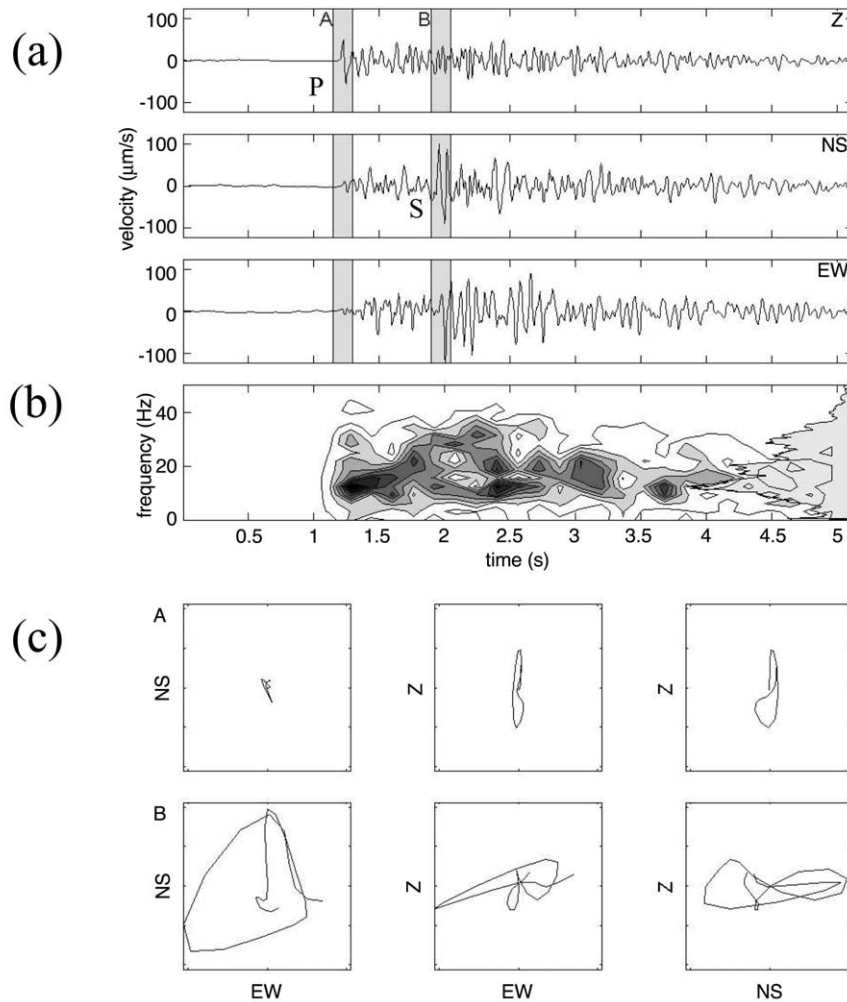 (a)
A
B
Z
100
0
-100
P
NS
100
0
-100
S
velocity (μm/s)
EW
100
0
-100
(b)
40
20
0
frequency (Hz)
0.5 1 1.5 2 2.5 3 3.5 4 4.5 5
time (s)
(c)
A
NS
Z
Z
B
NS
Z
Z
EW EW NS